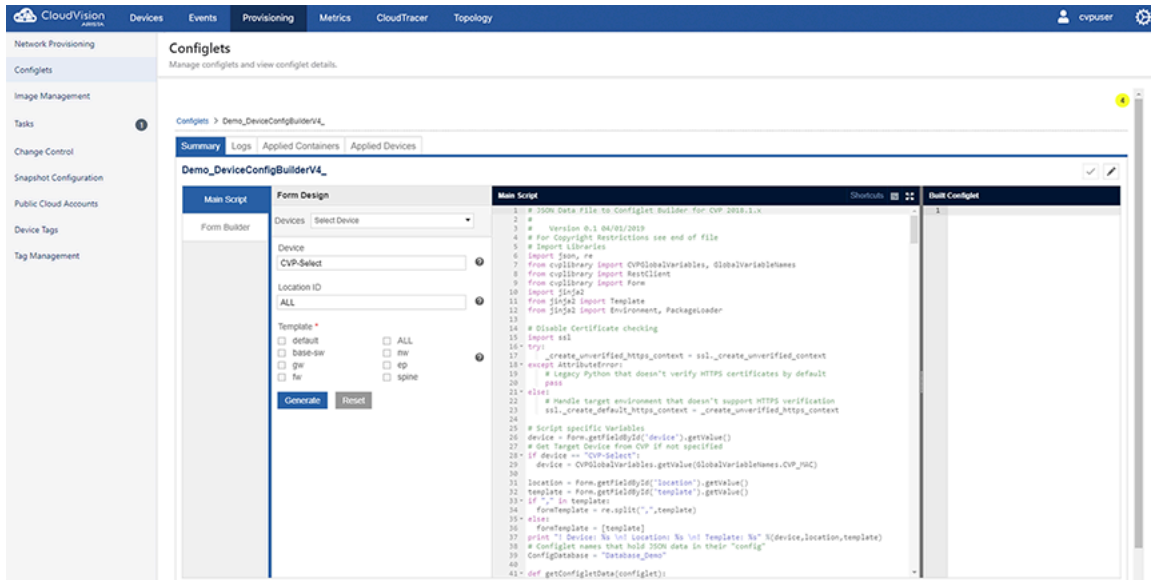 CloudVision
ARISTA
Devices
Events
Provisioning
Metrics
CloudTracer
Topology
cvpuser
Network Provisioning
Configlets
Image Management
Tasks
1
Change Control
Snapshot Configuration
Public Cloud Accounts
Device Tags
Tag Management
Configlets
Manage configlets and view configlet details.
4
Configlets > Demo_DeviceConfigBuilderV4_
Summary Logs Applied Containers Applied Devices
Demo_DeviceConfigBuilderV4_
Main Script
Form Builder
Form Design
Devices Select Device
Device
CVP-Select
Location ID
ALL
Template *
default ALL
base-sw nw
gw ep
fw spine
Generate Reset
Main Script Shortcuts
1 # JSON Data File to Configlet Builder for CVP 2018.1.x
2 #
3 # Version 0.1 04/01/2019
4 # For Copyright Restrictions see end of file
5 # Import Libraries
6 import json, re
7 from cvplibrary import CVPGlobalVariables, GlobalVariableNames
8 from cvplibrary import RestClient
9 from cvplibrary import Form
10 import jinja2
11 from jinja2 import Template
12 from jinja2 import Environment, PackageLoader
13
14 # Disable Certificate checking
15 import ssl
16 try:
17 _create_unverified_https_context = ssl._create_unverified_context
18 except AttributeError:
19 # Legacy Python that doesn't verify HTTPS certificates by default
20 pass
21 else:
22 # Handle target environment that doesn't support HTTPS verification
23 ssl._create_default_https_context = _create_unverified_https_context
24
25 # Script specific Variables
26 device = Form.getFieldById('device').getValue()
27 # Get Target Device from CVP if not specified
28 if device == "CVP-Select":
29 device = CVPGlobalVariables.getValue(GlobalVariableNames.CVP_MAC)
30
31 location = Form.getFieldById('location').getValue()
32 template = Form.getFieldById('template').getValue()
33 if "," in template:
34 formTemplate = re.split(",",template)
35 else:
36 formTemplate = [template]
37 print "! Device: %s \n! Location: %s \n! Template: %s" %(device,location,template)
38 # Configlet names that hold JSON data in their "config"
39 ConfigDatabase = "Database_Demo"
40
41 def getConfigletData(configlet):
Built Configlet
1